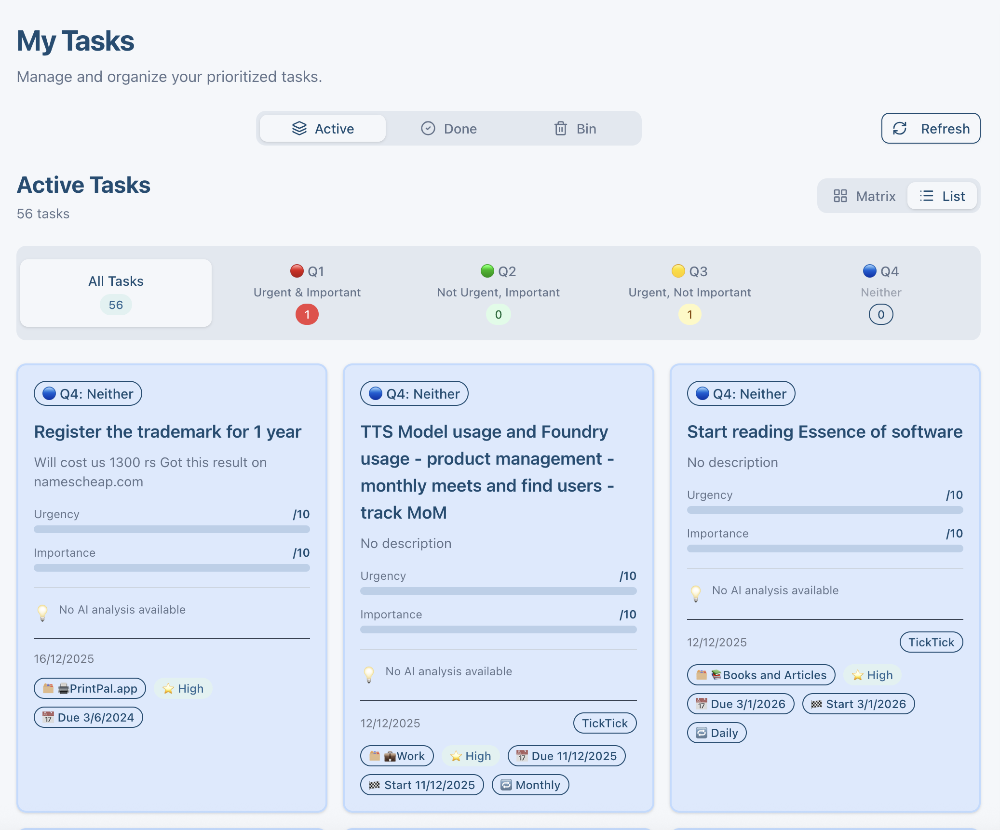 My Tasks
Manage and organize your prioritized tasks.
Active
Done
Bin
Refresh
Active Tasks
56 tasks
Matrix
List
All Tasks
56
Q1
Urgent & Important
1
Q2
Not Urgent, Important
0
Q3
Urgent, Not Important
1
Q4
Neither
0
Q4: Neither
Register the trademark for 1 year
Will cost us 1300 rs Got this result on
namescheap.com
Urgency /10
Importance /10
No AI analysis available
16/12/2025
PrintPal.app
High
Due 3/6/2024
Q4: Neither
TTS Model usage and Foundry
usage - product management -
monthly meets and find users -
track MoM
No description
Urgency /10
Importance /10
No AI analysis available
12/12/2025
TickTick
Work
High
Due 11/12/2025
Start 11/12/2025
Monthly
Q4: Neither
Start reading Essence of software
No description
Urgency /10
Importance /10
No AI analysis available
12/12/2025
TickTick
Books and Articles
High
Due 3/1/2026
Start 3/1/2026
Daily